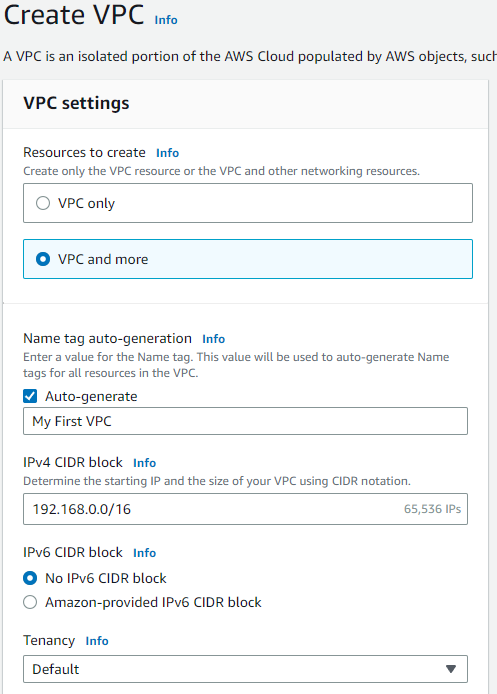 Create VPC Info
A VPC is an isolated portion of the AWS Cloud populated by AWS objects, such
VPC settings
Resources to create Info
Create only the VPC resource or the VPC and other networking resources.
VPC only
VPC and more
Name tag auto-generation Info
Enter a value for the Name tag. This value will be used to auto-generate Name
tags for all resources in the VPC.
Auto-generate
My First VPC
IPv4 CIDR block Info
Determine the starting IP and the size of your VPC using CIDR notation.
192.168.0.0/16 65,536 IPs
IPv6 CIDR block Info
No IPv6 CIDR block
Amazon-provided IPv6 CIDR block
Tenancy Info
Default